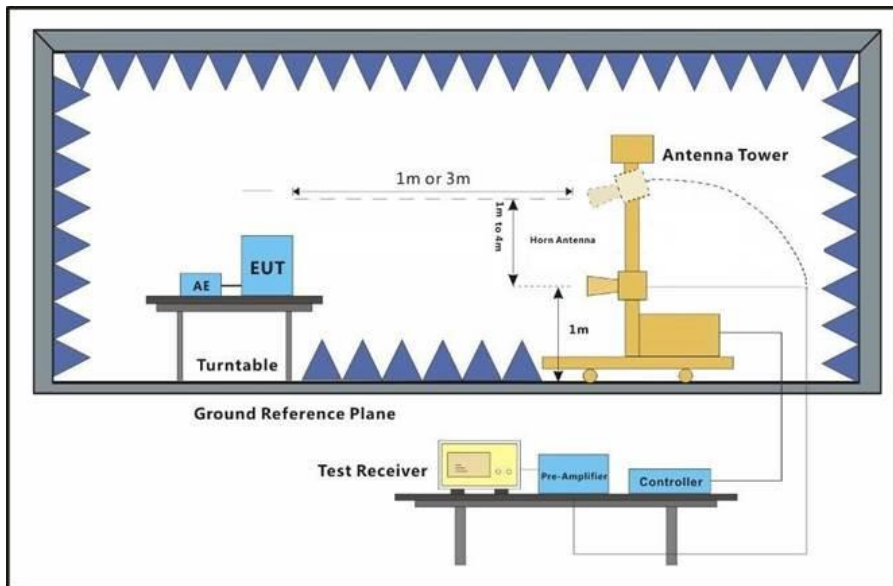 Antenna Tower
1m or 3m
1m to 4m
Horn Antenna
EUT
AE
1m
Turntable
Ground Reference Plane
Test Receiver
Pre-Amplifier
Controller